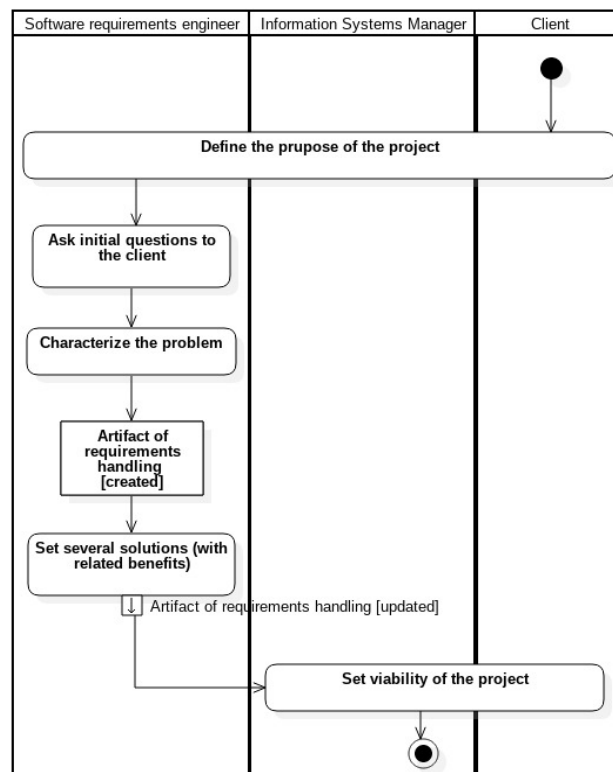 Software requirements engineer
Information Systems Manager
Client
Define the prupose of the project
Ask initial questions to
the client
Characterize the problem
Artifact of
requirements
handling
[created]
Set several solutions (with
related benefits)
Artifact of requirements handling [updated]
Set viability of the project